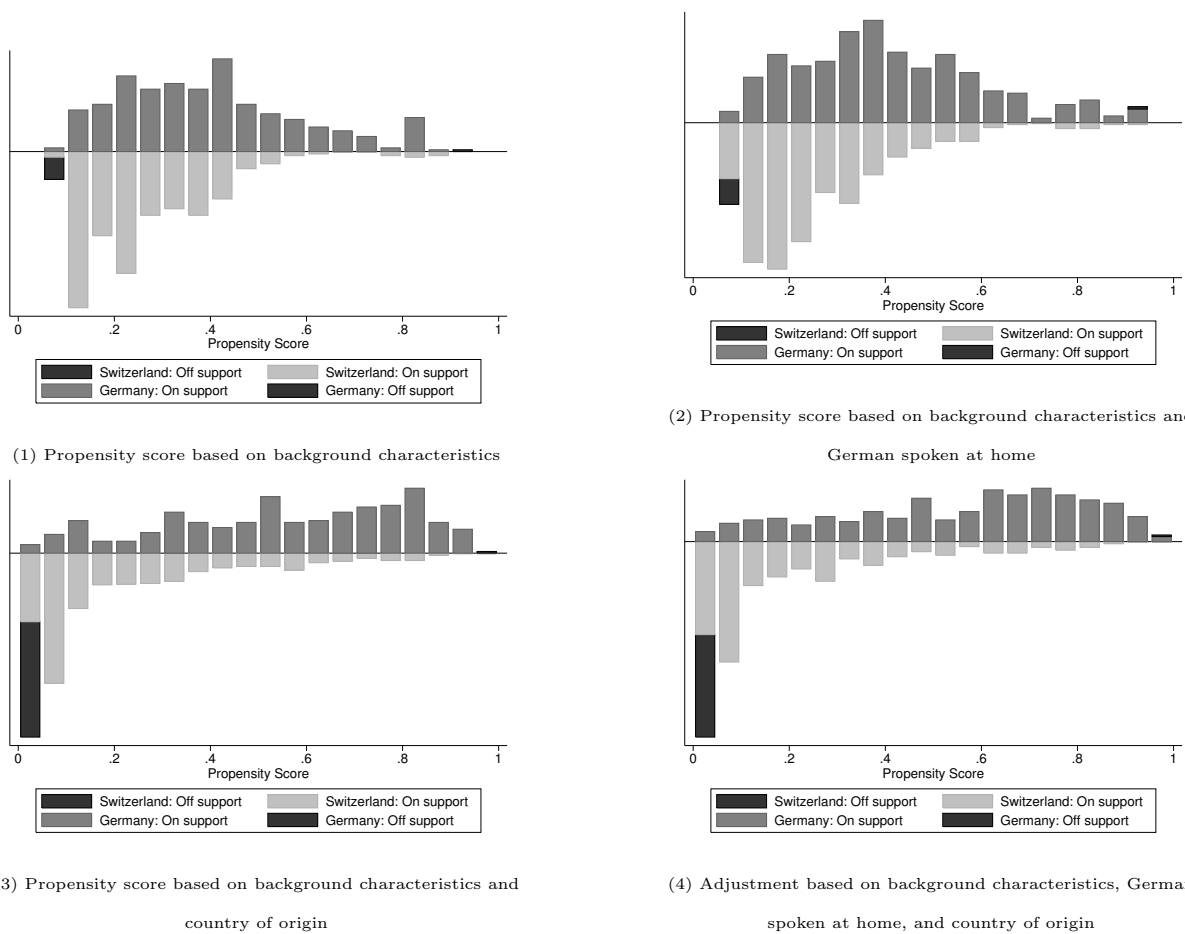 0 .2 .4 .6 .8 1
Propensity Score
Switzerland: Off support Switzerland: On support
Germany: On support Germany: Off support
(1) Propensity score based on background characteristics
0 .2 .4 .6 .8 1
Propensity Score
Switzerland: Off support Switzerland: On support
Germany: On support Germany: Off support
(2) Propensity score based on background characteristics and
German spoken at home
0 .2 .4 .6 .8 1
Propensity Score
Switzerland: Off support Switzerland: On support
Germany: On support Germany: Off support
3) Propensity score based on background characteristics and
country of origin
0 .2 .4 .6 .8 1
Propensity Score
Switzerland: Off support Switzerland: On support
Germany: On support Germany: Off support
(4) Adjustment based on background characteristics, Germa
spoken at home, and country of origin